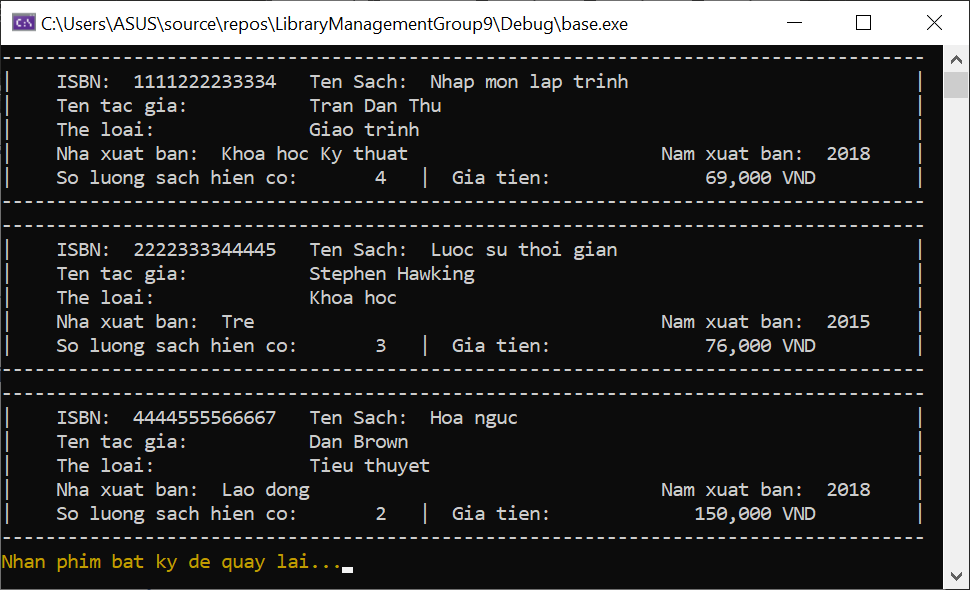 C:\Users\ASUS\source\repos\LibraryManagementGroup9\Debug\base.exe
ISBN: 1111222233334 Ten Sach: Nhap mon lap trinh
Ten tac gia: Tran Dan Thu
The loai: Giao trinh
Nha xuat ban: Khoa hoc Ky thuat Nam xuat ban: 2018
So luong sach hien co: 4 | Gia tien: 69,000 VND
ISBN: 2222333344445 Ten Sach: Luoc su thoi gian
Ten tac gia: Stephen Hawking
The loai: Khoa hoc
Nha xuat ban: Tre Nam xuat ban: 2015
So luong sach hien co: 3 | Gia tien: 76,000 VND
ISBN: 4444555566667 Ten Sach: Hoa nguc
Ten tac gia: Dan Brown
The loai: Tieu thuyet
Nha xuat ban: Lao dong Nam xuat ban: 2018
So luong sach hien co: 2 | Gia tien: 150,000 VND
Nhan phim bat ky de quay lai...